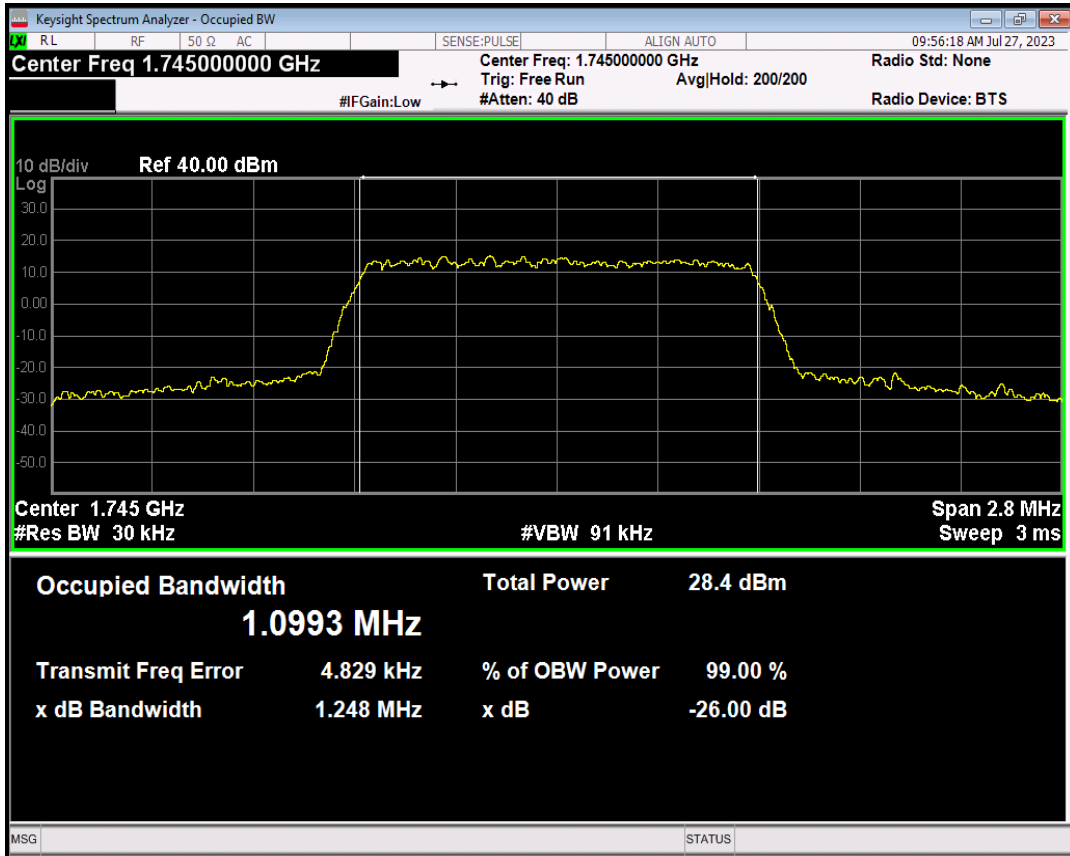 Keysight Spectrum Analyzer - Occupied BW
LXI RL RF 50 Ω AC SENSE:PULSE ALIGN AUTO 09:56:18 AM Jul 27, 2023
Center Freq 1.745000000 GHz Center Freq: 1.745000000 GHz Radio Std: None
Trig: Free Run Avg|Hold: 200/200
#IFGain:Low #Atten: 40 dB Radio Device: BTS
10 dB/div Ref 40.00 dBm
Log
30.0
20.0
10.0
0.00
-10.0
-20.0
-30.0
-40.0
-50.0
Center 1.745 GHz Span 2.8 MHz
#Res BW 30 kHz #VBW 91 kHz Sweep 3 ms
Occupied Bandwidth Total Power 28.4 dBm
1.0993 MHz
Transmit Freq Error 4.829 kHz % of OBW Power 99.00 %
x dB Bandwidth 1.248 MHz x dB -26.00 dB
MSG STATUS